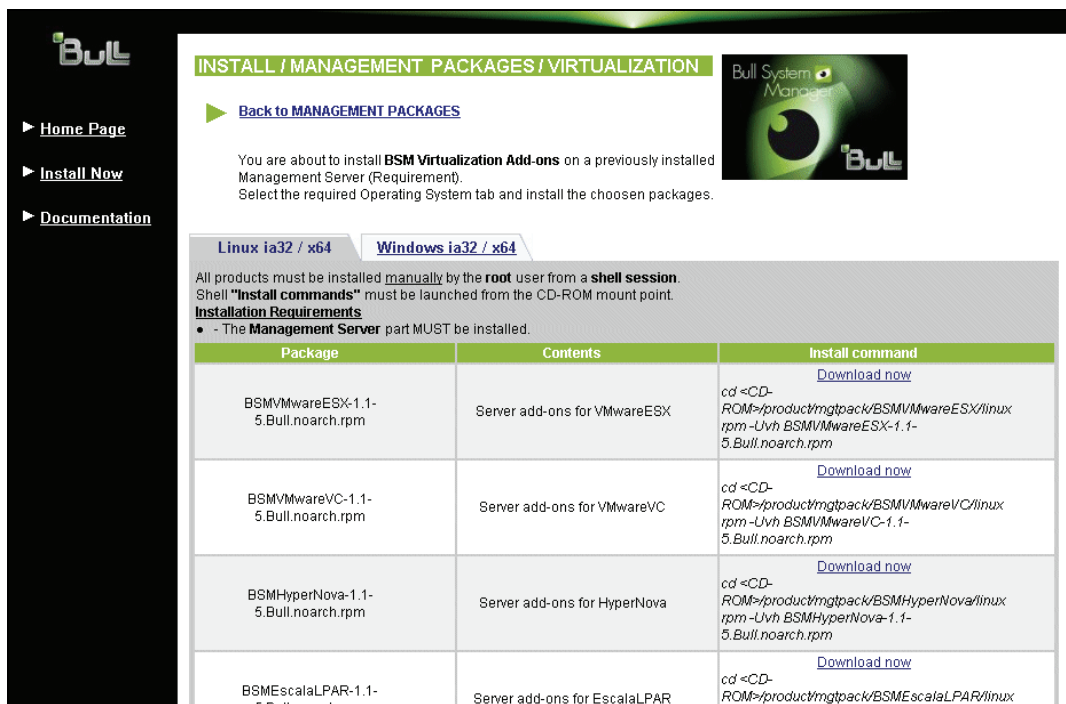 Bull
Home Page
Install Now
Documentation
INSTALL / MANAGEMENT PACKAGES / VIRTUALIZATION
Back to MANAGEMENT PACKAGES
You are about to install BSM Virtualization Add-ons on a previously installed
Management Server (Requirement).
Select the required Operating System tab and install the choosen packages.
Bull System
Manager
Bull
Linux ia32 / x64
Windows ia32 / x64
All products must be installed manually by the root user from a shell session.
Shell "Install commands" must be launched from the CD-ROM mount point.
Installation Requirements
- The Management Server part MUST be installed.
Package
Contents
Install command
BSMVMwareESX-1.1-
5.Bull.noarch.rpm
Server add-ons for VMwareESX
Download now
cd <CD-
ROM>/product/mgtpack/BSMVMwareESX/linux
rpm -Uvh BSMVMwareESX-1.1-
5.Bull.noarch.rpm
BSMVMwareVC-1.1-
5.Bull.noarch.rpm
Server add-ons for VMwareVC
Download now
cd <CD-
ROM>/product/mgtpack/BSMVMwareVC/linux
rpm -Uvh BSMVMwareVC-1.1-
5.Bull.noarch.rpm
BSMHyperNova-1.1-
5.Bull.noarch.rpm
Server add-ons for HyperNova
Download now
cd <CD-
ROM>/product/mgtpack/BSMHyperNova/linux
rpm -Uvh BSMHyperNova-1.1-
5.Bull.noarch.rpm
BSMEscalaLPAR-1.1-
Server add-ons for EscalaLPAR
Download now
cd <CD-
ROM>/product/mgtpack/BSMEscalaLPAR/linux